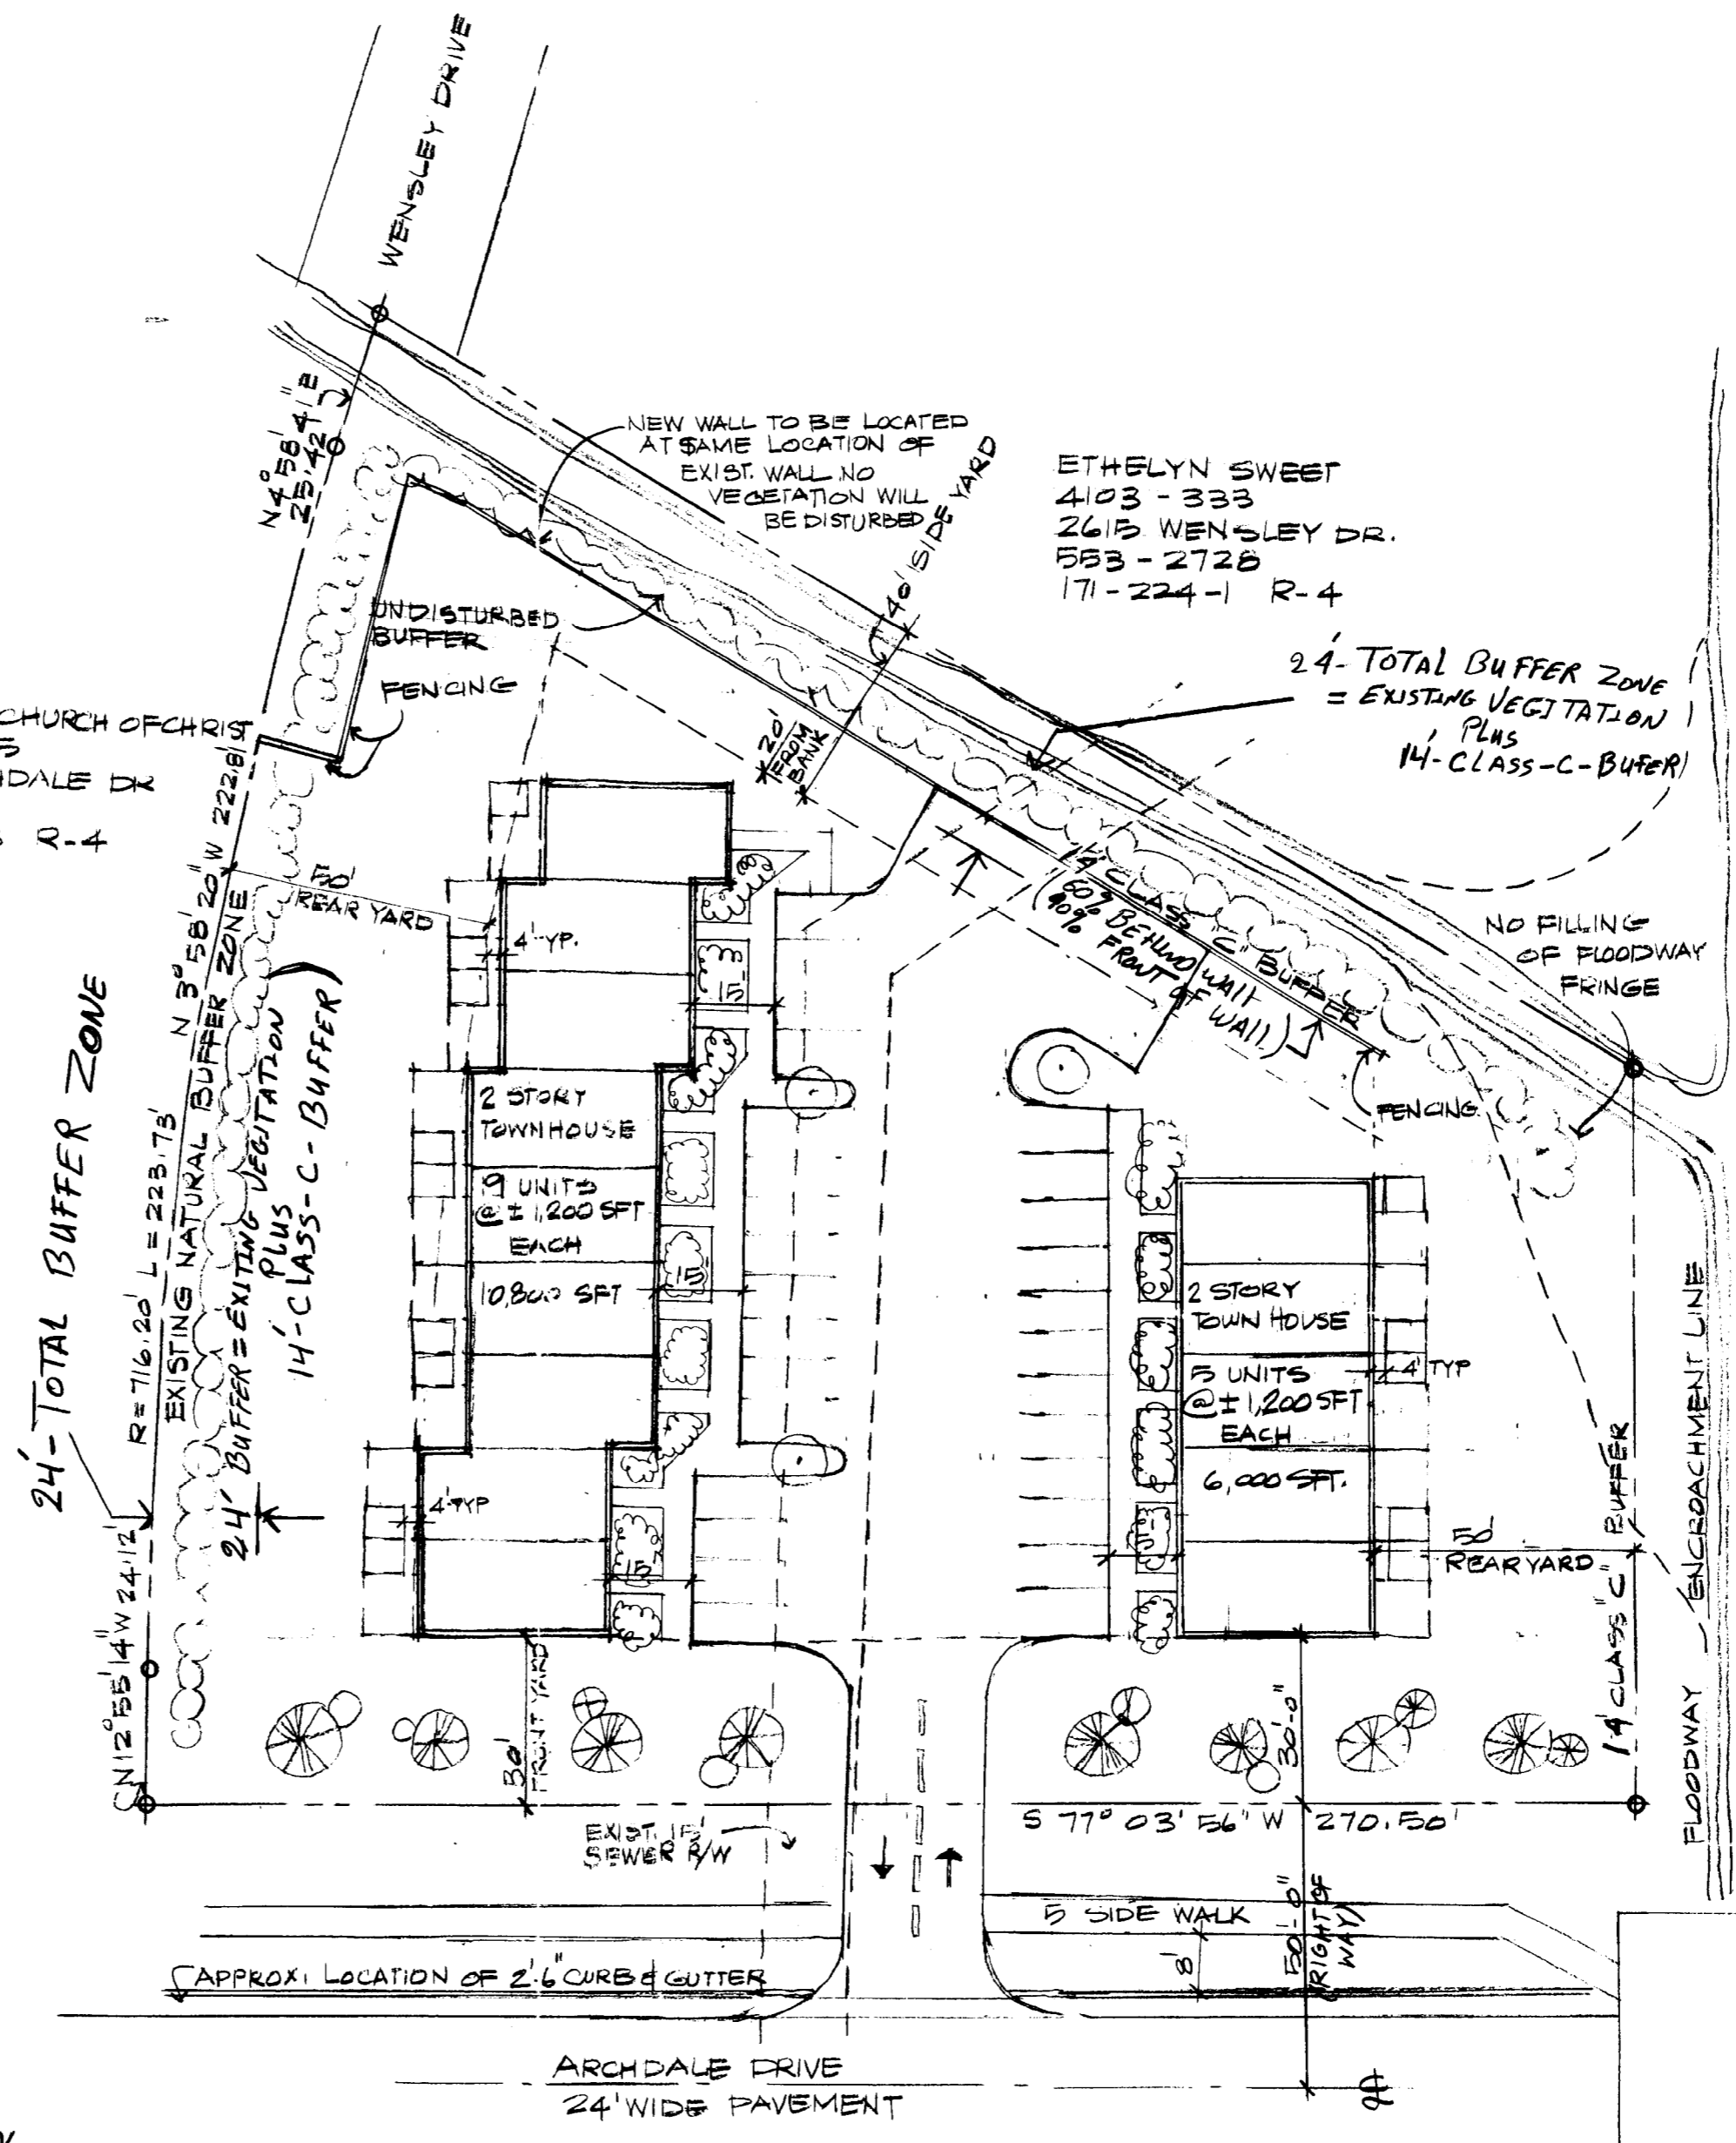 WENSLEY DRIVE
N4° 58' 41" E
25.42'
NEW WALL TO BE LOCATED
AT SAME LOCATION OF
EXIST. WALL NO
VEGETATION WILL
BE DISTURBED
40' SIDE YARD
ETHELYN SWEET
4103 - 333
2615 WENSLEY DR.
553 - 2728
171 - 224 - 1 R-4
UNDISTURBED
BUFFER
FENCING
24'- TOTAL BUFFER ZONE
= EXISTING VEGITATION
PLUS
14'- CLASS-C-BUFER)
CHURCH OF CHRIST
5
DALE DR
R-4
20'
FROM
BANK
N 3° 58' 20" W 222.81'
50'
REAR YARD
4' YP.
15
14' CLASS "C" BUFFER
(60% BEHIND WALL
40% FRONT OF WALL)
NO FILLING
OF FLOODWAY
FRINGE
FENCING
24'- TOTAL BUFFER ZONE
R = 716.20' L = 223.73'
EXISTING NATURAL BUFFER ZONE
24' BUFFER = EXITING VEGITATION)
PLUS
14'-CLASS-C-BUFFER)
2 STORY
TOWNHOUSE
9 UNITS
@ ± 1,200 SFT
EACH
10,800 SFT
15
2 STORY
TOWN HOUSE
5 UNITS
@ ± 1,200 SFT
EACH
6,000 SFT.
4' TYP
4' TYP
15
15
50'
REAR YARD
14' CLASS "C" BUFFER
FLOODWAY ENCROACHMENT LINE
N12° 55' 14" W 24.12'
30'
FRONT YARD
30'-0"
S 77° 03' 56" W 270.50'
EXIST. 15'
SEWER R/W
5 SIDE WALK
8'
50'-0"
(RIGHT OF
WAY)
APPROX. LOCATION OF 2'-6" CURB & GUTTER
ARCHDALE DRIVE
24' WIDE PAVEMENT